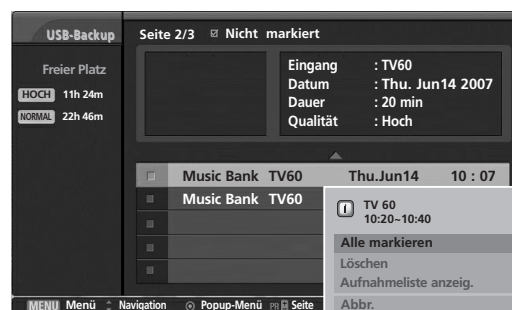 USB-Backup
Seite 2/3 ☑ Nicht markiert
Freier Platz
HOCH 11h 24m
NORMAL 22h 46m
Eingang : TV60
Datum : Thu. Jun14 2007
Dauer : 20 min
Qualität : Hoch
Music Bank TV60 Thu.Jun14 10 : 07
Music Bank TV60
TV 60
10:20~10:40
Alle markieren
Löschen
Aufnahmeliste anzeig.
Abbr.
MENU Menü Navigation Popup-Menü PR Seite